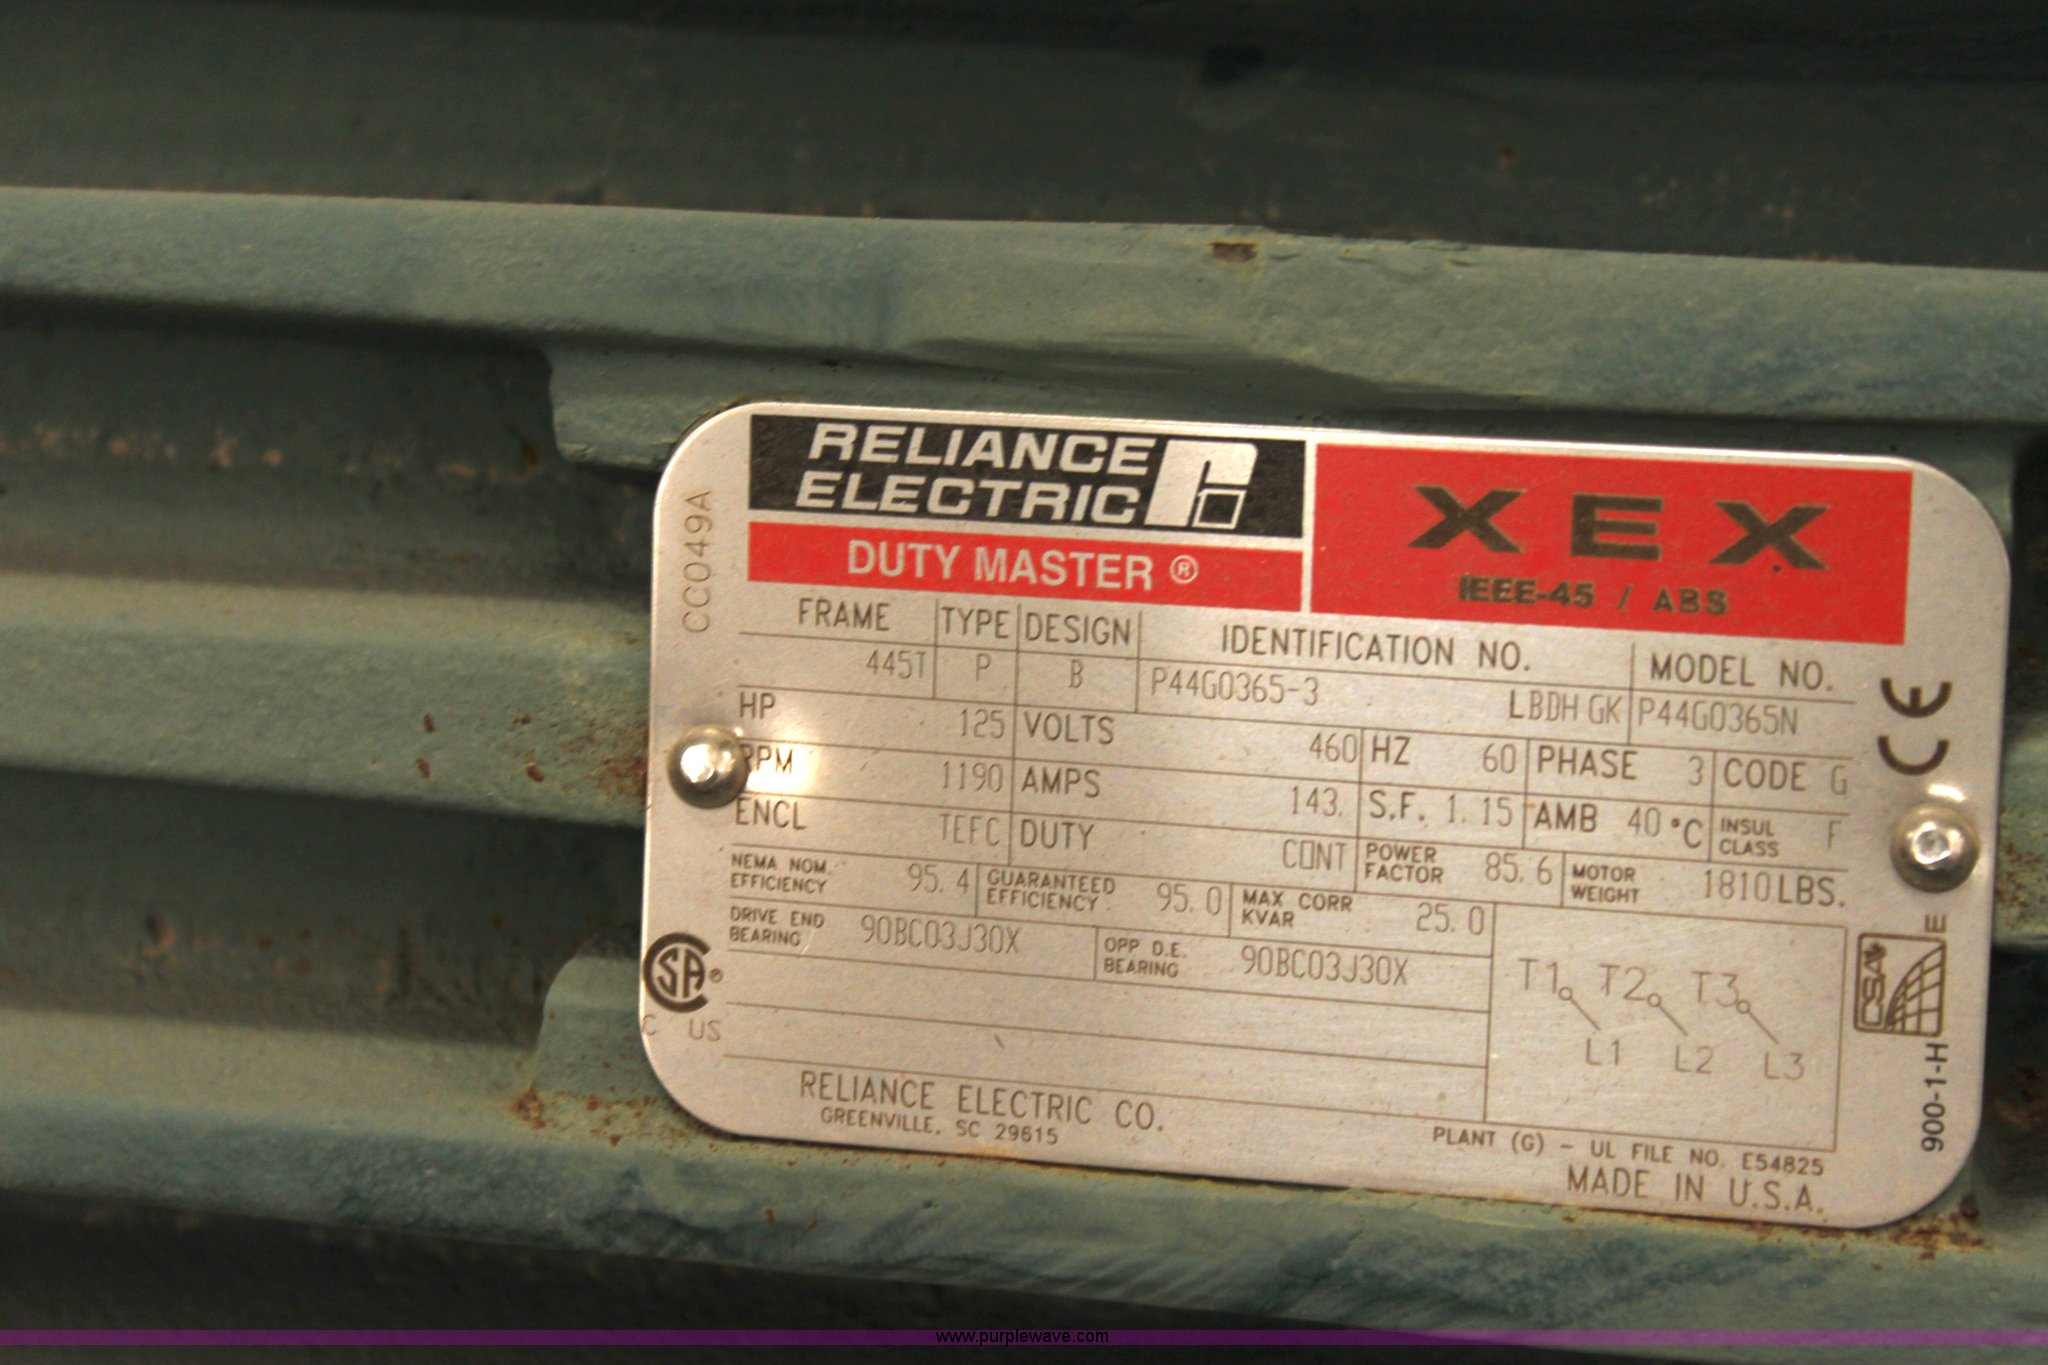 RELIANCE
ELECTRIC
DUTY MASTER ®
XEX
IEEE-45 / ABS
CC049A
FRAME TYPE DESIGN IDENTIFICATION NO. MODEL NO.
445T P B P44G0365-3 LBDH GK P44G0365N
HP 125 VOLTS 460 HZ 60 PHASE 3 CODE G
RPM 1190 AMPS 143. S.F. 1.15 AMB 40°C INSUL CLASS F
ENCL TEFC DUTY CONT POWER FACTOR 85.6 MOTOR WEIGHT 1810 LBS.
NEMA NOM. EFFICIENCY 95.4 GUARANTEED EFFICIENCY 95.0 MAX CORR KVAR 25.0
DRIVE END BEARING 90BC03J30X OPP D.E. BEARING 90BC03J30X
T1 T2 T3
L1 L2 L3
CE
SA ®
C US
E
CSA
900-1-H
RELIANCE ELECTRIC CO.
GREENVILLE, SC 29615
PLANT (G) - UL FILE NO. E54825
MADE IN U.S.A.
www.purplewave.com